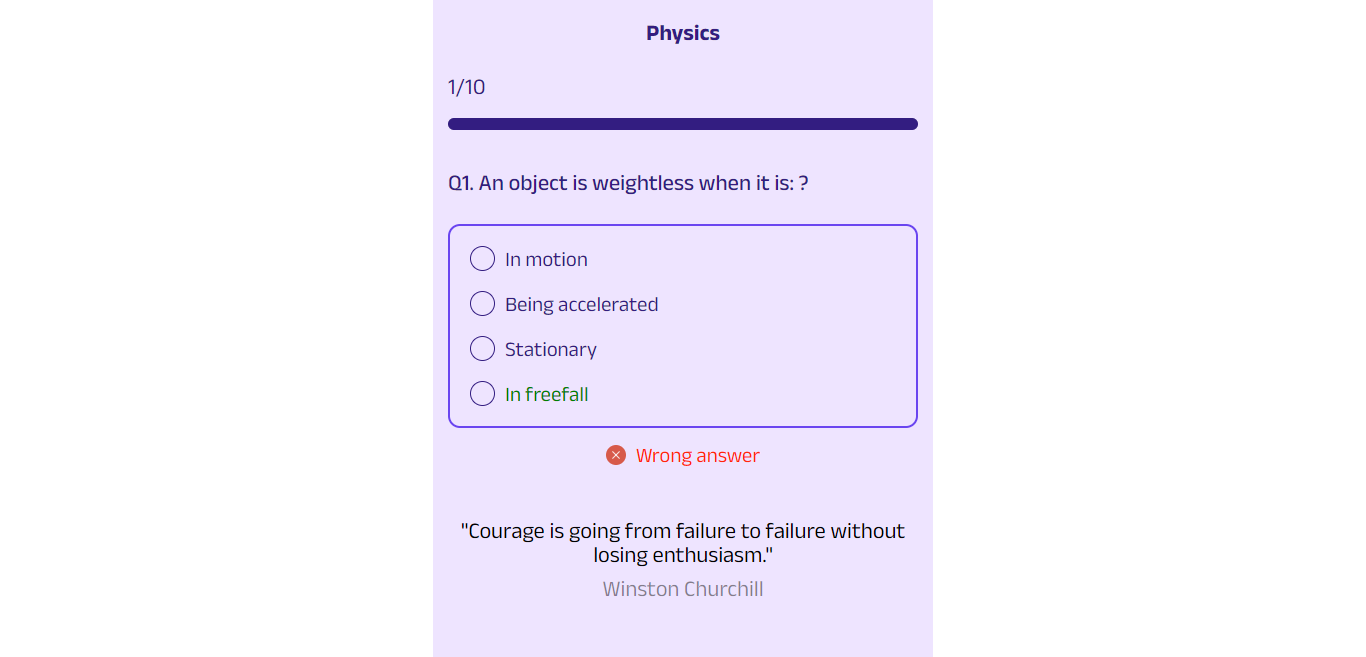 Physics
1/10
Q1. An object is weightless when it is: ?
In motion
Being accelerated
Stationary
In freefall
Wrong answer
"Courage is going from failure to failure without
losing enthusiasm."
Winston Churchill